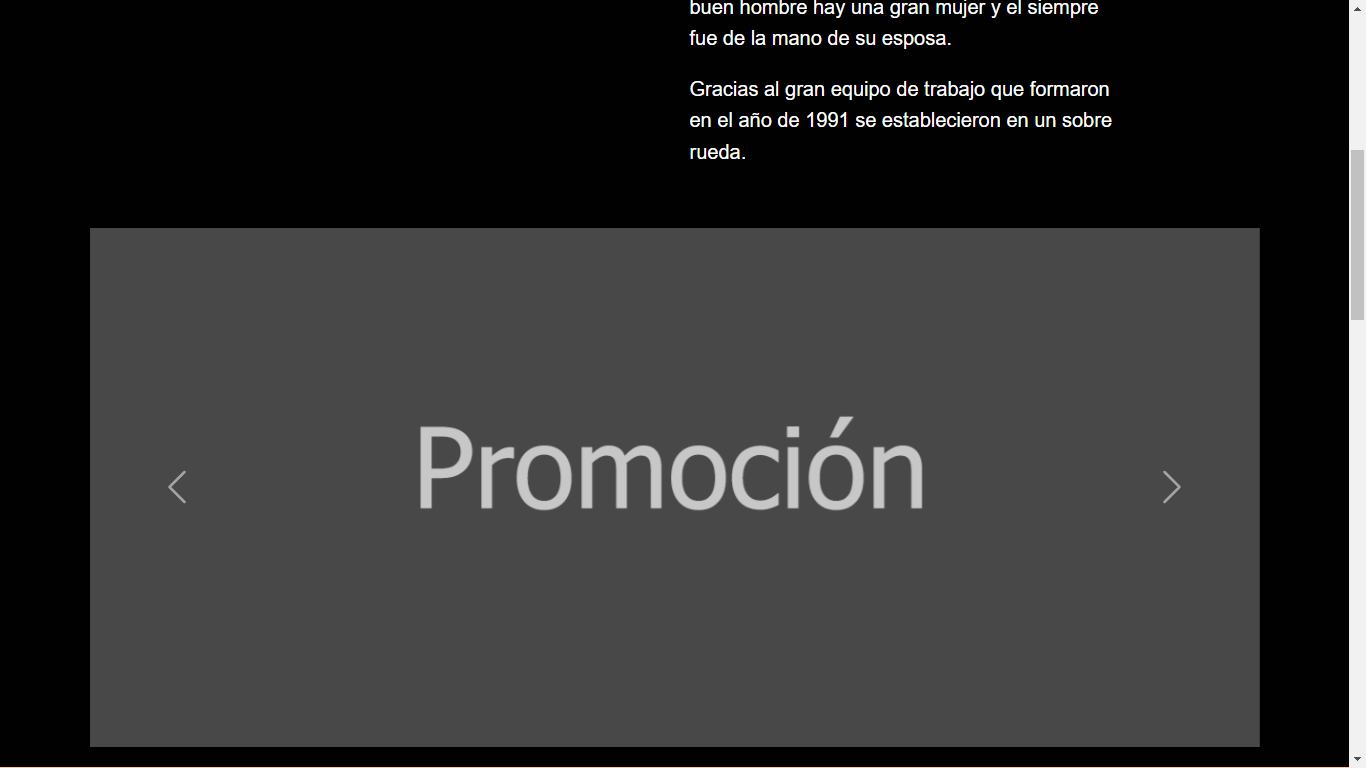 buen hombre hay una gran mujer y el siempre
fue de la mano de su esposa.
Gracias al gran equipo de trabajo que formaron
en el año de 1991 se establecieron en un sobre
rueda.
Promoción